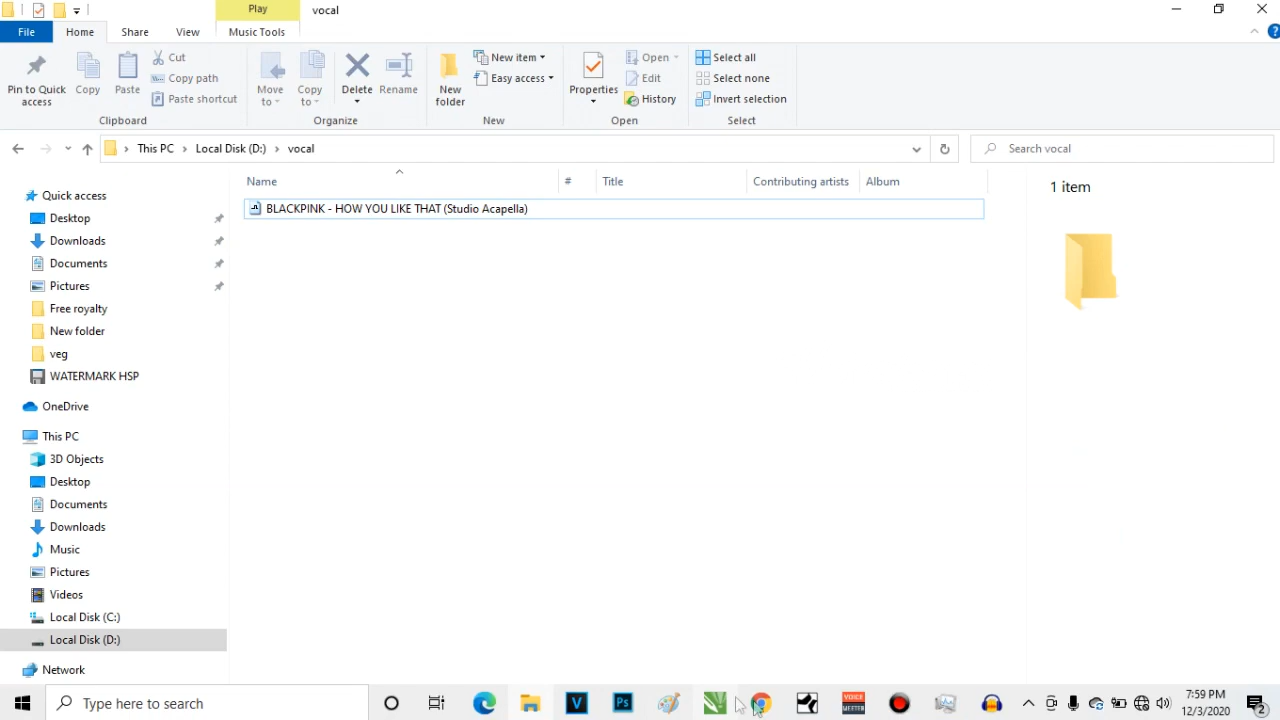 Play
vocal
File
Home
Share
View
Music Tools
Pin to Quick access
Copy
Paste
Cut
Copy path
Paste shortcut
Clipboard
Move to
Copy to
Delete
Rename
Organize
New folder
New item
Easy access
New
Properties
Open
Edit
History
Open
Select all
Select none
Invert selection
Select
This PC > Local Disk (D:) > vocal
Search vocal
Name
#
Title
Contributing artists
Album
BLACKPINK - HOW YOU LIKE THAT (Studio Acapella)
1 item
Quick access
Desktop
Downloads
Documents
Pictures
Free royalty
New folder
veg
WATERMARK HSP
OneDrive
This PC
3D Objects
Desktop
Documents
Downloads
Music
Pictures
Videos
Local Disk (C:)
Local Disk (D:)
Network
Type here to search
V
Ps
VOICE
MEETER
7:59 PM
12/3/2020
2